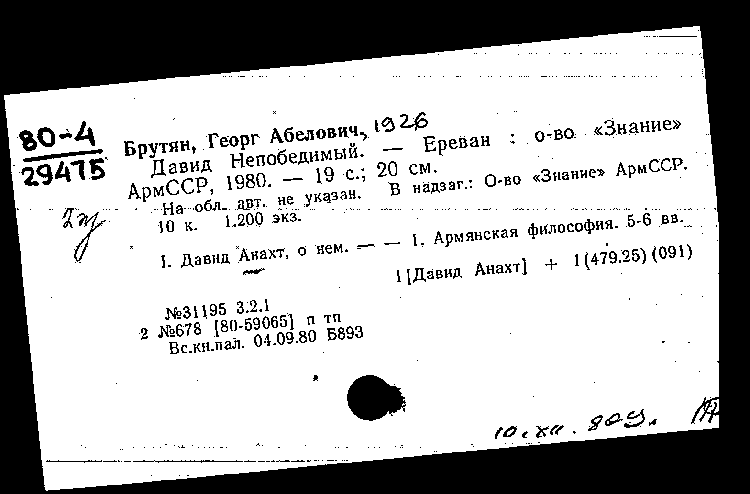 80-4
29475
Брутян, Георг Абелович, 1926
Давид Непобедимый. — Ереван : о-во «Знание»
АрмССР, 1980. — 19 с.; 20 см.
На обл. авт. не указан. В надзаг.: О-во «Знание» АрмССР.
10 к. 1.200 экз.
I. Давид Анахт, о нем. — — 1. Армянская философия. 5-6 вв.
1 [Давид Анахт] + 1(479.25)(091)
№31195 3.2.1
2 №678 [80-59065] п тп
Вс.кн.пал. 04.09.80 Б893
10. XII. 80